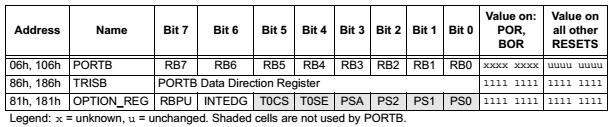 Address Name Bit 7 Bit 6 Bit 5 Bit 4 Bit 3 Bit 2 Bit 1 Bit 0 Value on: POR, BOR Value on all other RESETS
06h, 106h PORTB RB7 RB6 RB5 RB4 RB3 RB2 RB1 RB0 xxxx xxxx uuuu uuuu
86h, 186h TRISB PORTB Data Direction Register 1111 1111 1111 1111
81h, 181h OPTION_REG RBPU INTEDG T0CS T0SE PSA PS2 PS1 PS0 1111 1111 1111 1111
Legend: x = unknown, u = unchanged. Shaded cells are not used by PORTB.